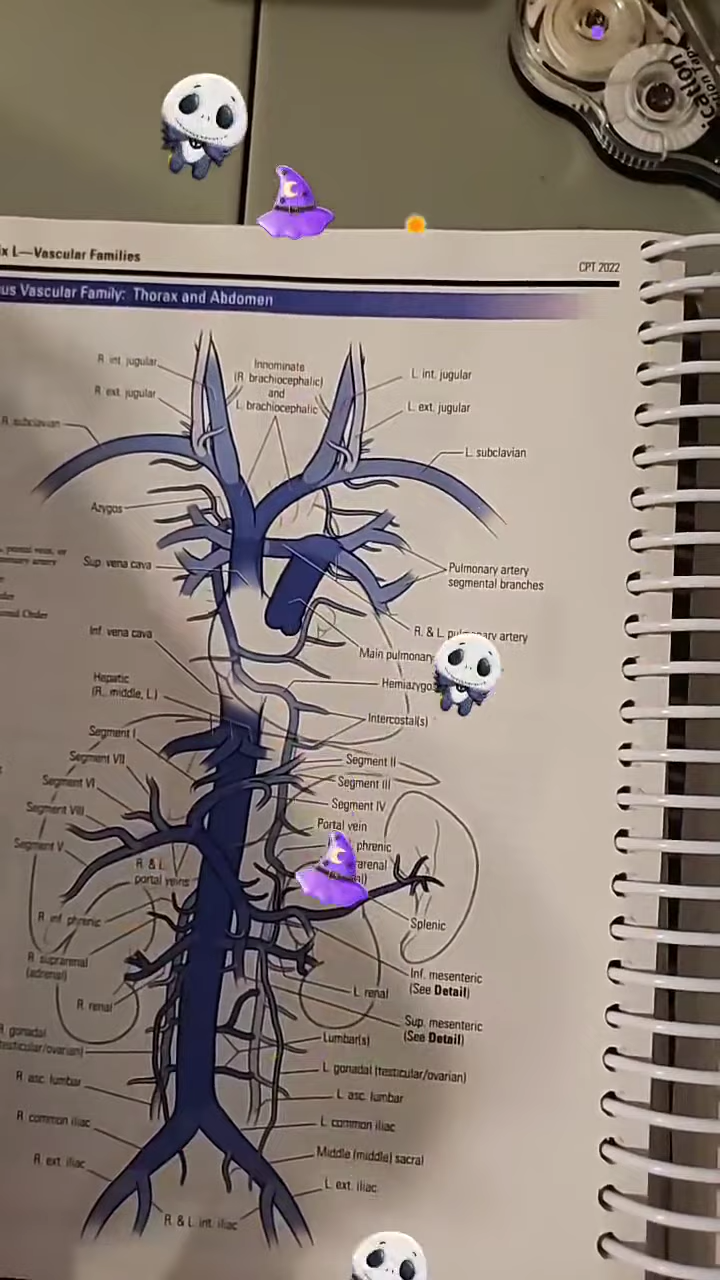 ix L—Vascular Families
CPT 2022
us Vascular Family: Thorax and Abdomen
R. int. jugular
R. ext. jugular
R. subclavian
Innominate
(R. brachiocephalic)
and
L. brachiocephalic
L. int. jugular
L. ext. jugular
L. subclavian
Azygos
Sup. vena cava
Pulmonary artery
segmental branches
R. & L. pulmonary artery
Inf. vena cava
Main pulmonary
Hepatic
(R., middle, L.)
Hemiazygo
Intercostal(s)
Segment I
Segment VII
Segment VI
Segment VIII
Segment V
Segment II
Segment III
Segment IV
Portal vein
phrenic
arenal
al)
R. & L.
portal veins
Splenic
R. inf. phrenic
R. suprarenal
(adrenal)
R. renal
Inf. mesenteric
(See Detail)
L. renal
Sup. mesenteric
(See Detail)
R. gonadal
testicular/ovarian)
Lumbar(s)
L. gonadal (testicular/ovarian)
R. asc. lumbar
L. asc. lumbar
R. common iliac
L. common iliac
R. ext. iliac
Middle (middle) sacral
L. ext. iliac
R. & L. int. iliac